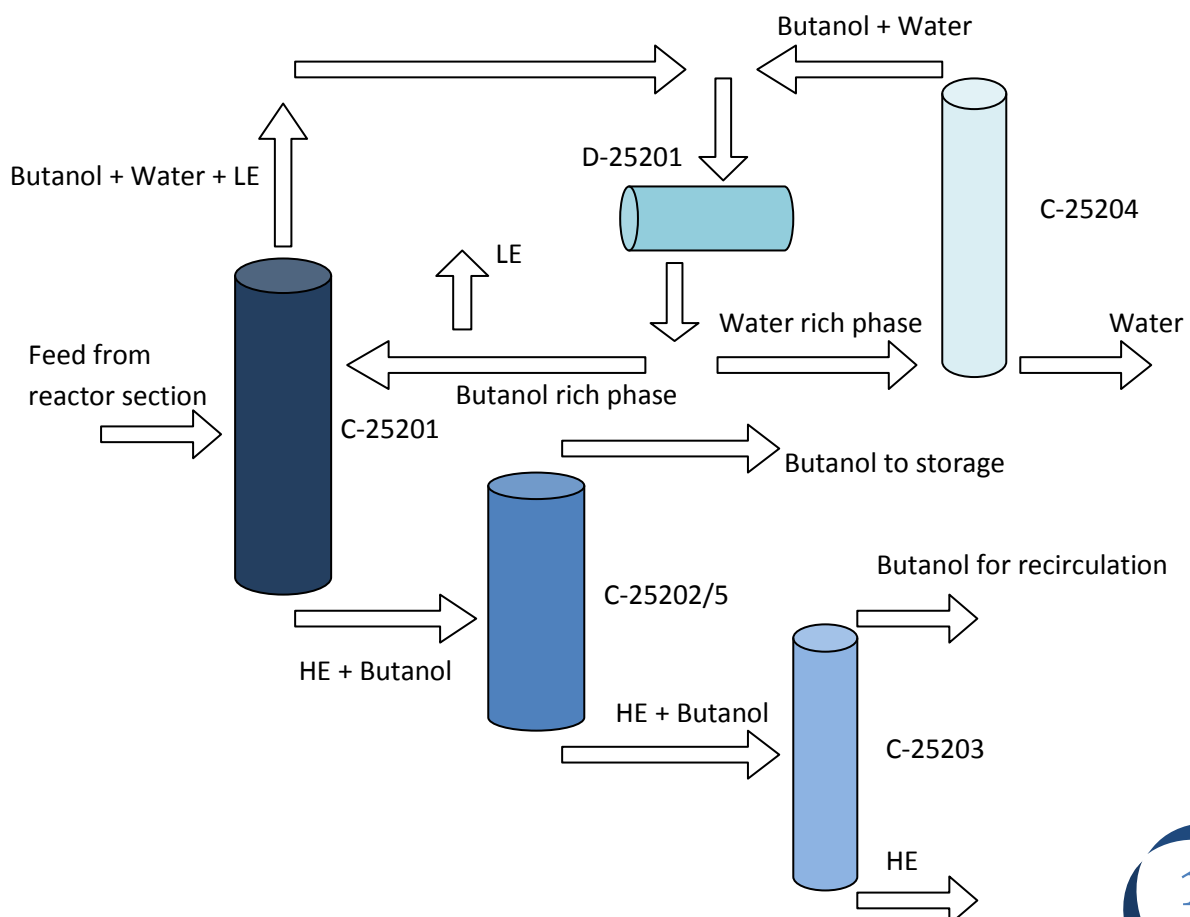 Butanol + Water
D-25201
Butanol + Water + LE
C-25204
LE
Water rich phase
Water
Feed from
reactor section
Butanol rich phase
C-25201
Butanol to storage
Butanol for recirculation
C-25202/5
HE + Butanol
HE + Butanol
C-25203
HE